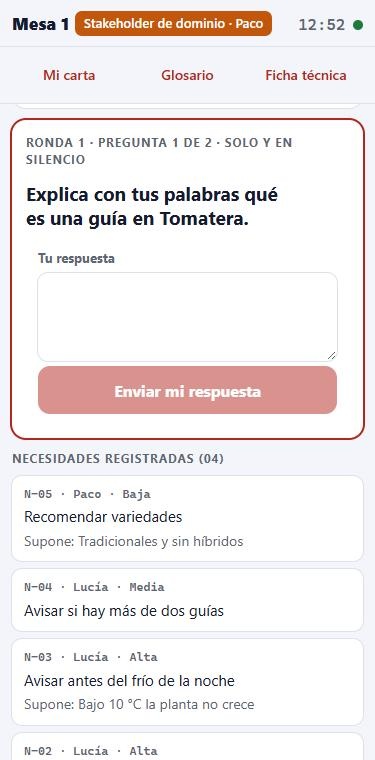 Mesa 1 Stakeholder de dominio · Paco 12:52
Mi carta Glosario Ficha técnica
RONDA 1 · PREGUNTA 1 DE 2 · SOLO Y EN
SILENCIO
Explica con tus palabras qué
es una guía en Tomatera.
Tu respuesta
Enviar mi respuesta
NECESIDADES REGISTRADAS (04)
N-05 · Paco · Baja
Recomendar variedades
Supone: Tradicionales y sin híbridos
N-04 · Lucía · Media
Avisar si hay más de dos guías
N-03 · Lucía · Alta
Avisar antes del frío de la noche
Supone: Bajo 10 °C la planta no crece
N-02 · Lucía · Alta